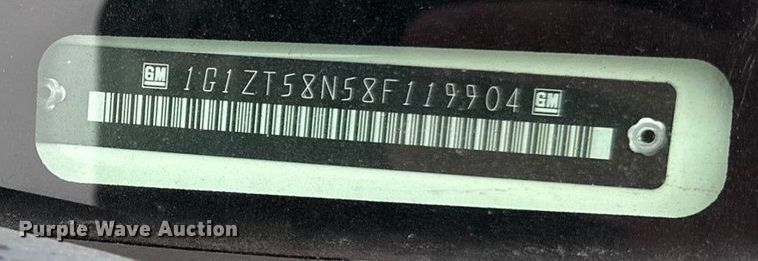 GM 1G1ZT58N58F119904 GM
Purple Wave Auction